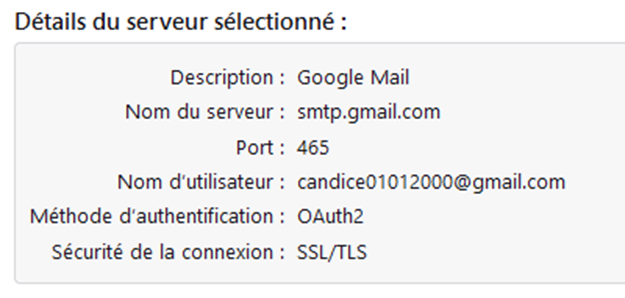 Détails du serveur sélectionné :
Description : Google Mail
Nom du serveur : smtp.gmail.com
Port : 465
Nom d'utilisateur : candice01012000@gmail.com
Méthode d'authentification : OAuth2
Sécurité de la connexion : SSL/TLS